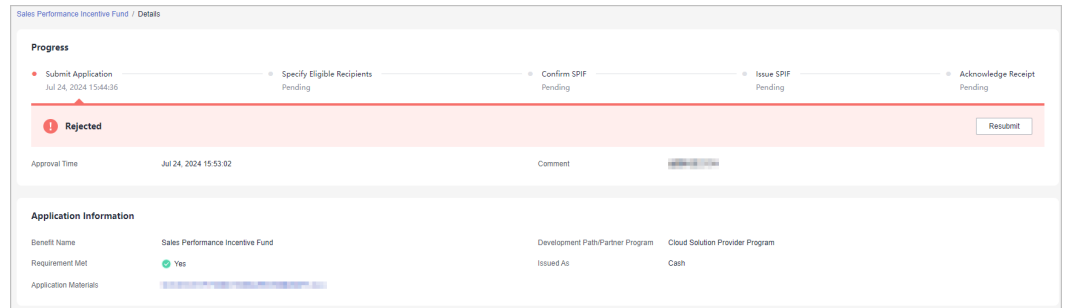 Sales Performance Incentive Fund / Details
Progress
Submit Application Specify Eligible Recipients Confirm SPIF Issue SPIF Acknowledge Receipt
Jul 24, 2024 15:44:36 Pending Pending Pending Pending
Rejected Resubmit
Approval Time Jul 24, 2024 15:53:02 Comment
Application Information
Benefit Name Sales Performance Incentive Fund Development Path/Partner Program Cloud Solution Provider Program
Requirement Met Yes Issued As Cash
Application Materials